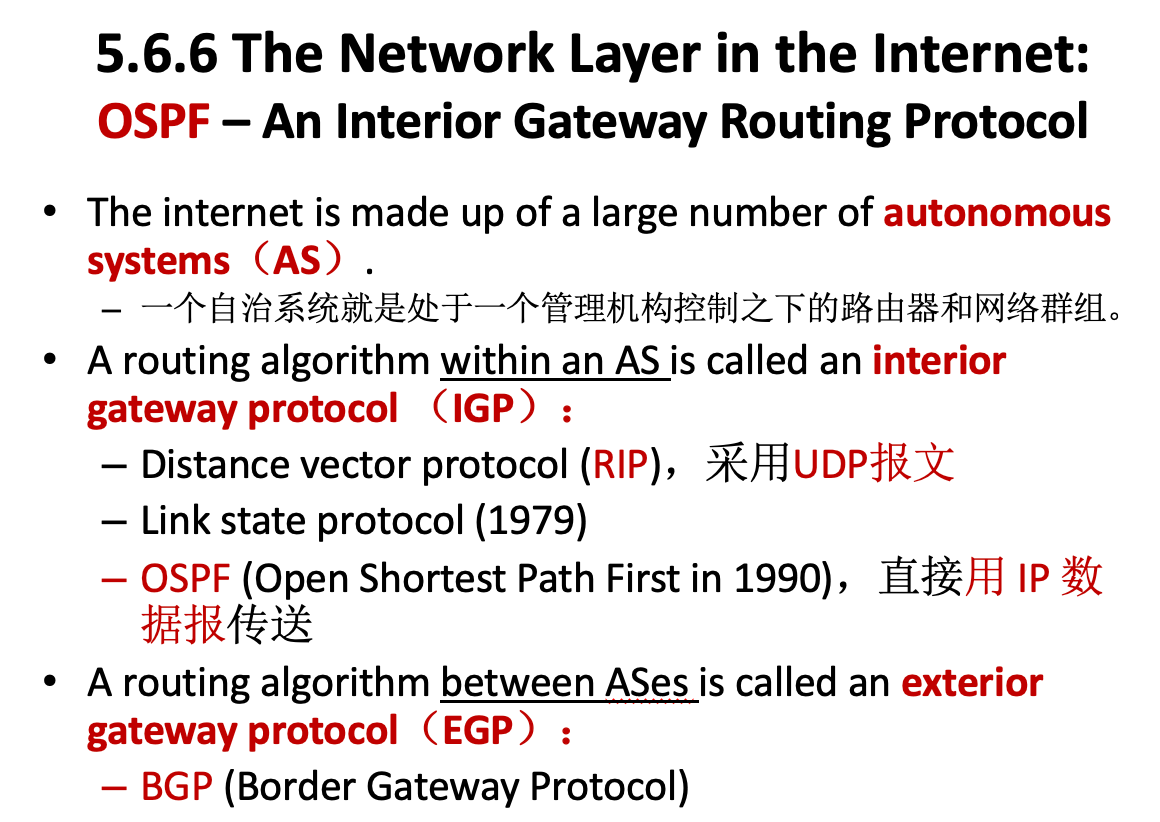 5.6.6 The Network Layer in the Internet:
OSPF – An Interior Gateway Routing Protocol
• The internet is made up of a large number of autonomous
systems（AS）.
– 一个自治系统就是处于一个管理机构控制之下的路由器和网络群组。
• A routing algorithm within an AS is called an interior
gateway protocol （IGP）：
– Distance vector protocol (RIP)，采用UDP报文
– Link state protocol (1979)
– OSPF (Open Shortest Path First in 1990)，直接用 IP 数
据报传送
• A routing algorithm between ASes is called an exterior
gateway protocol（EGP）：
– BGP (Border Gateway Protocol)